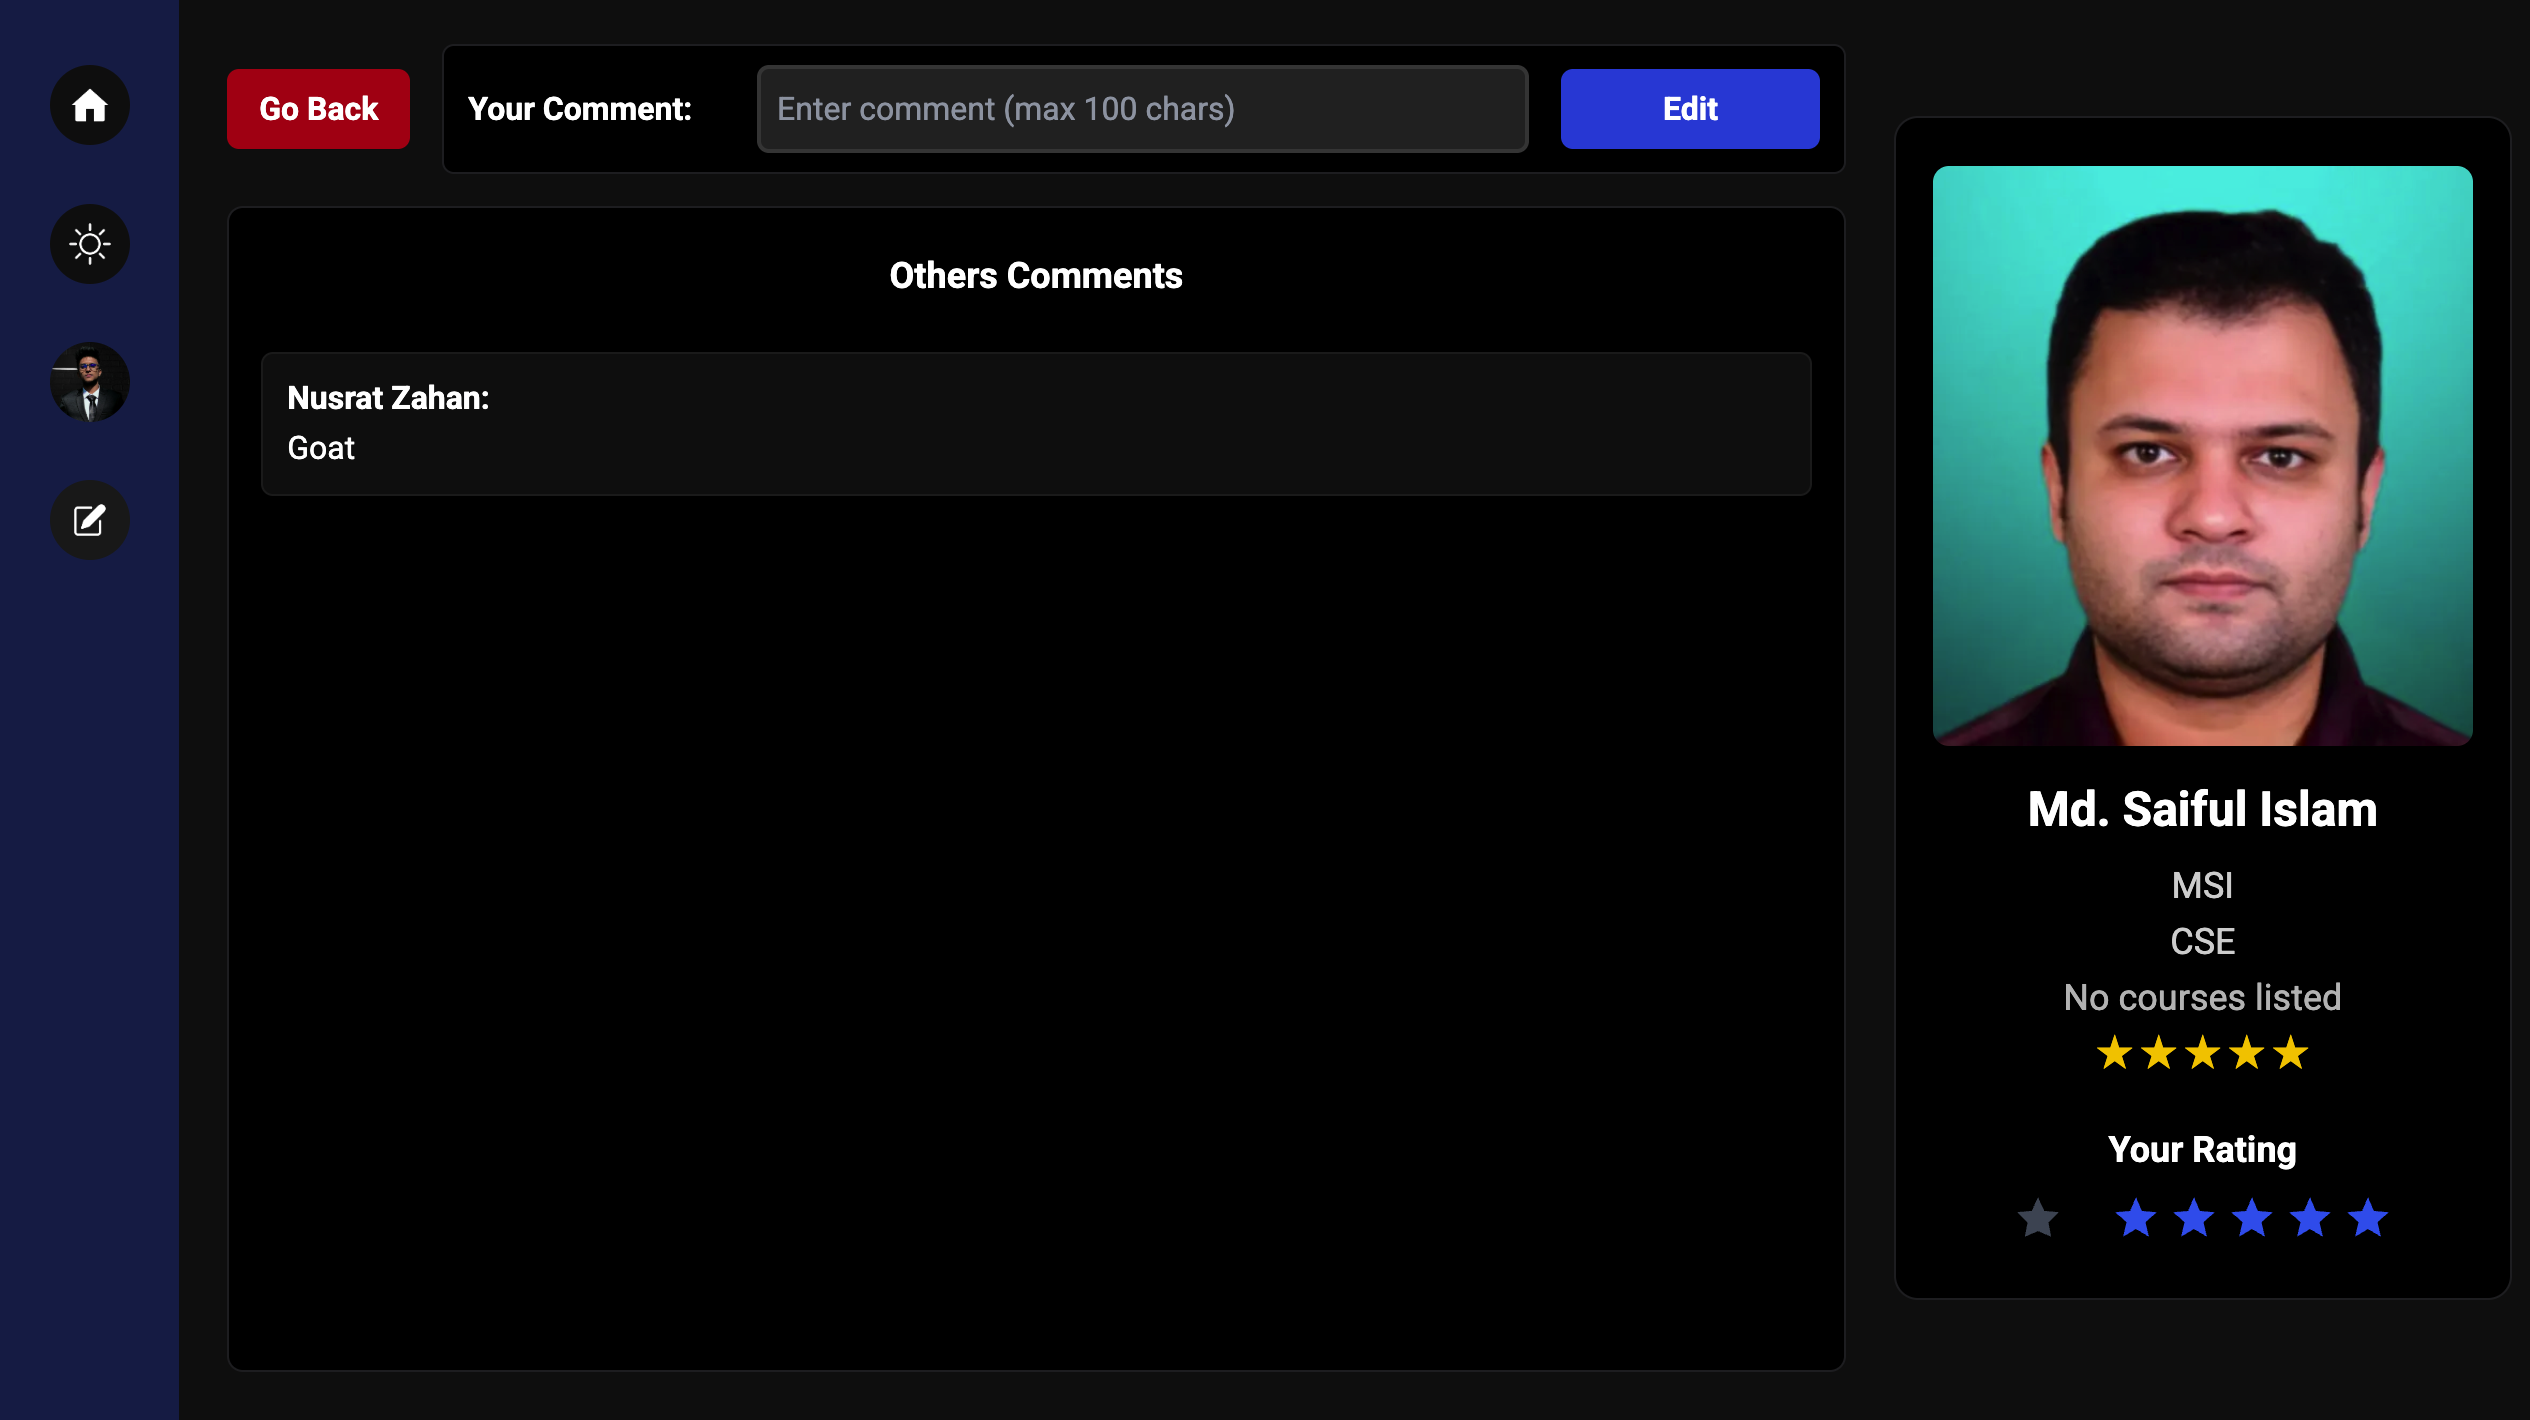 Go Back
Your Comment:
Enter comment (max 100 chars)
Edit
Others Comments
Nusrat Zahan:
Goat
Md. Saiful Islam
MSI
CSE
No courses listed
Your Rating